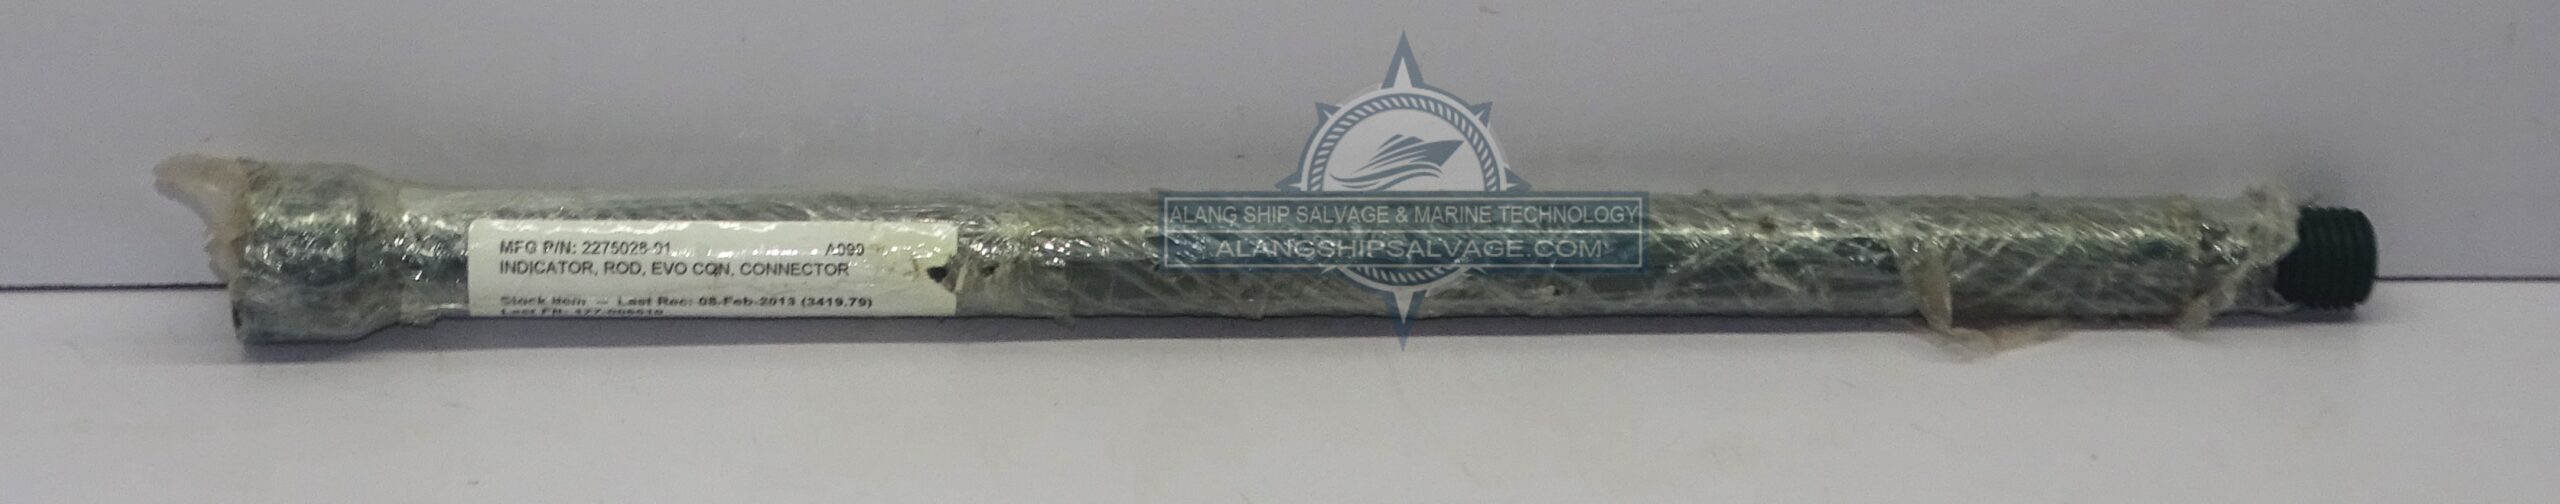 MFG P/N: 2275028-01 A090
INDICATOR, ROD, EVO CON, CONNECTOR
Stock Item -- Last Rec: 08-Feb-2013 (3419.79)
ALANG SHIP SALVAGE & MARINE TECHNOLOGY
ALANGSHIPSALVAGE.COM